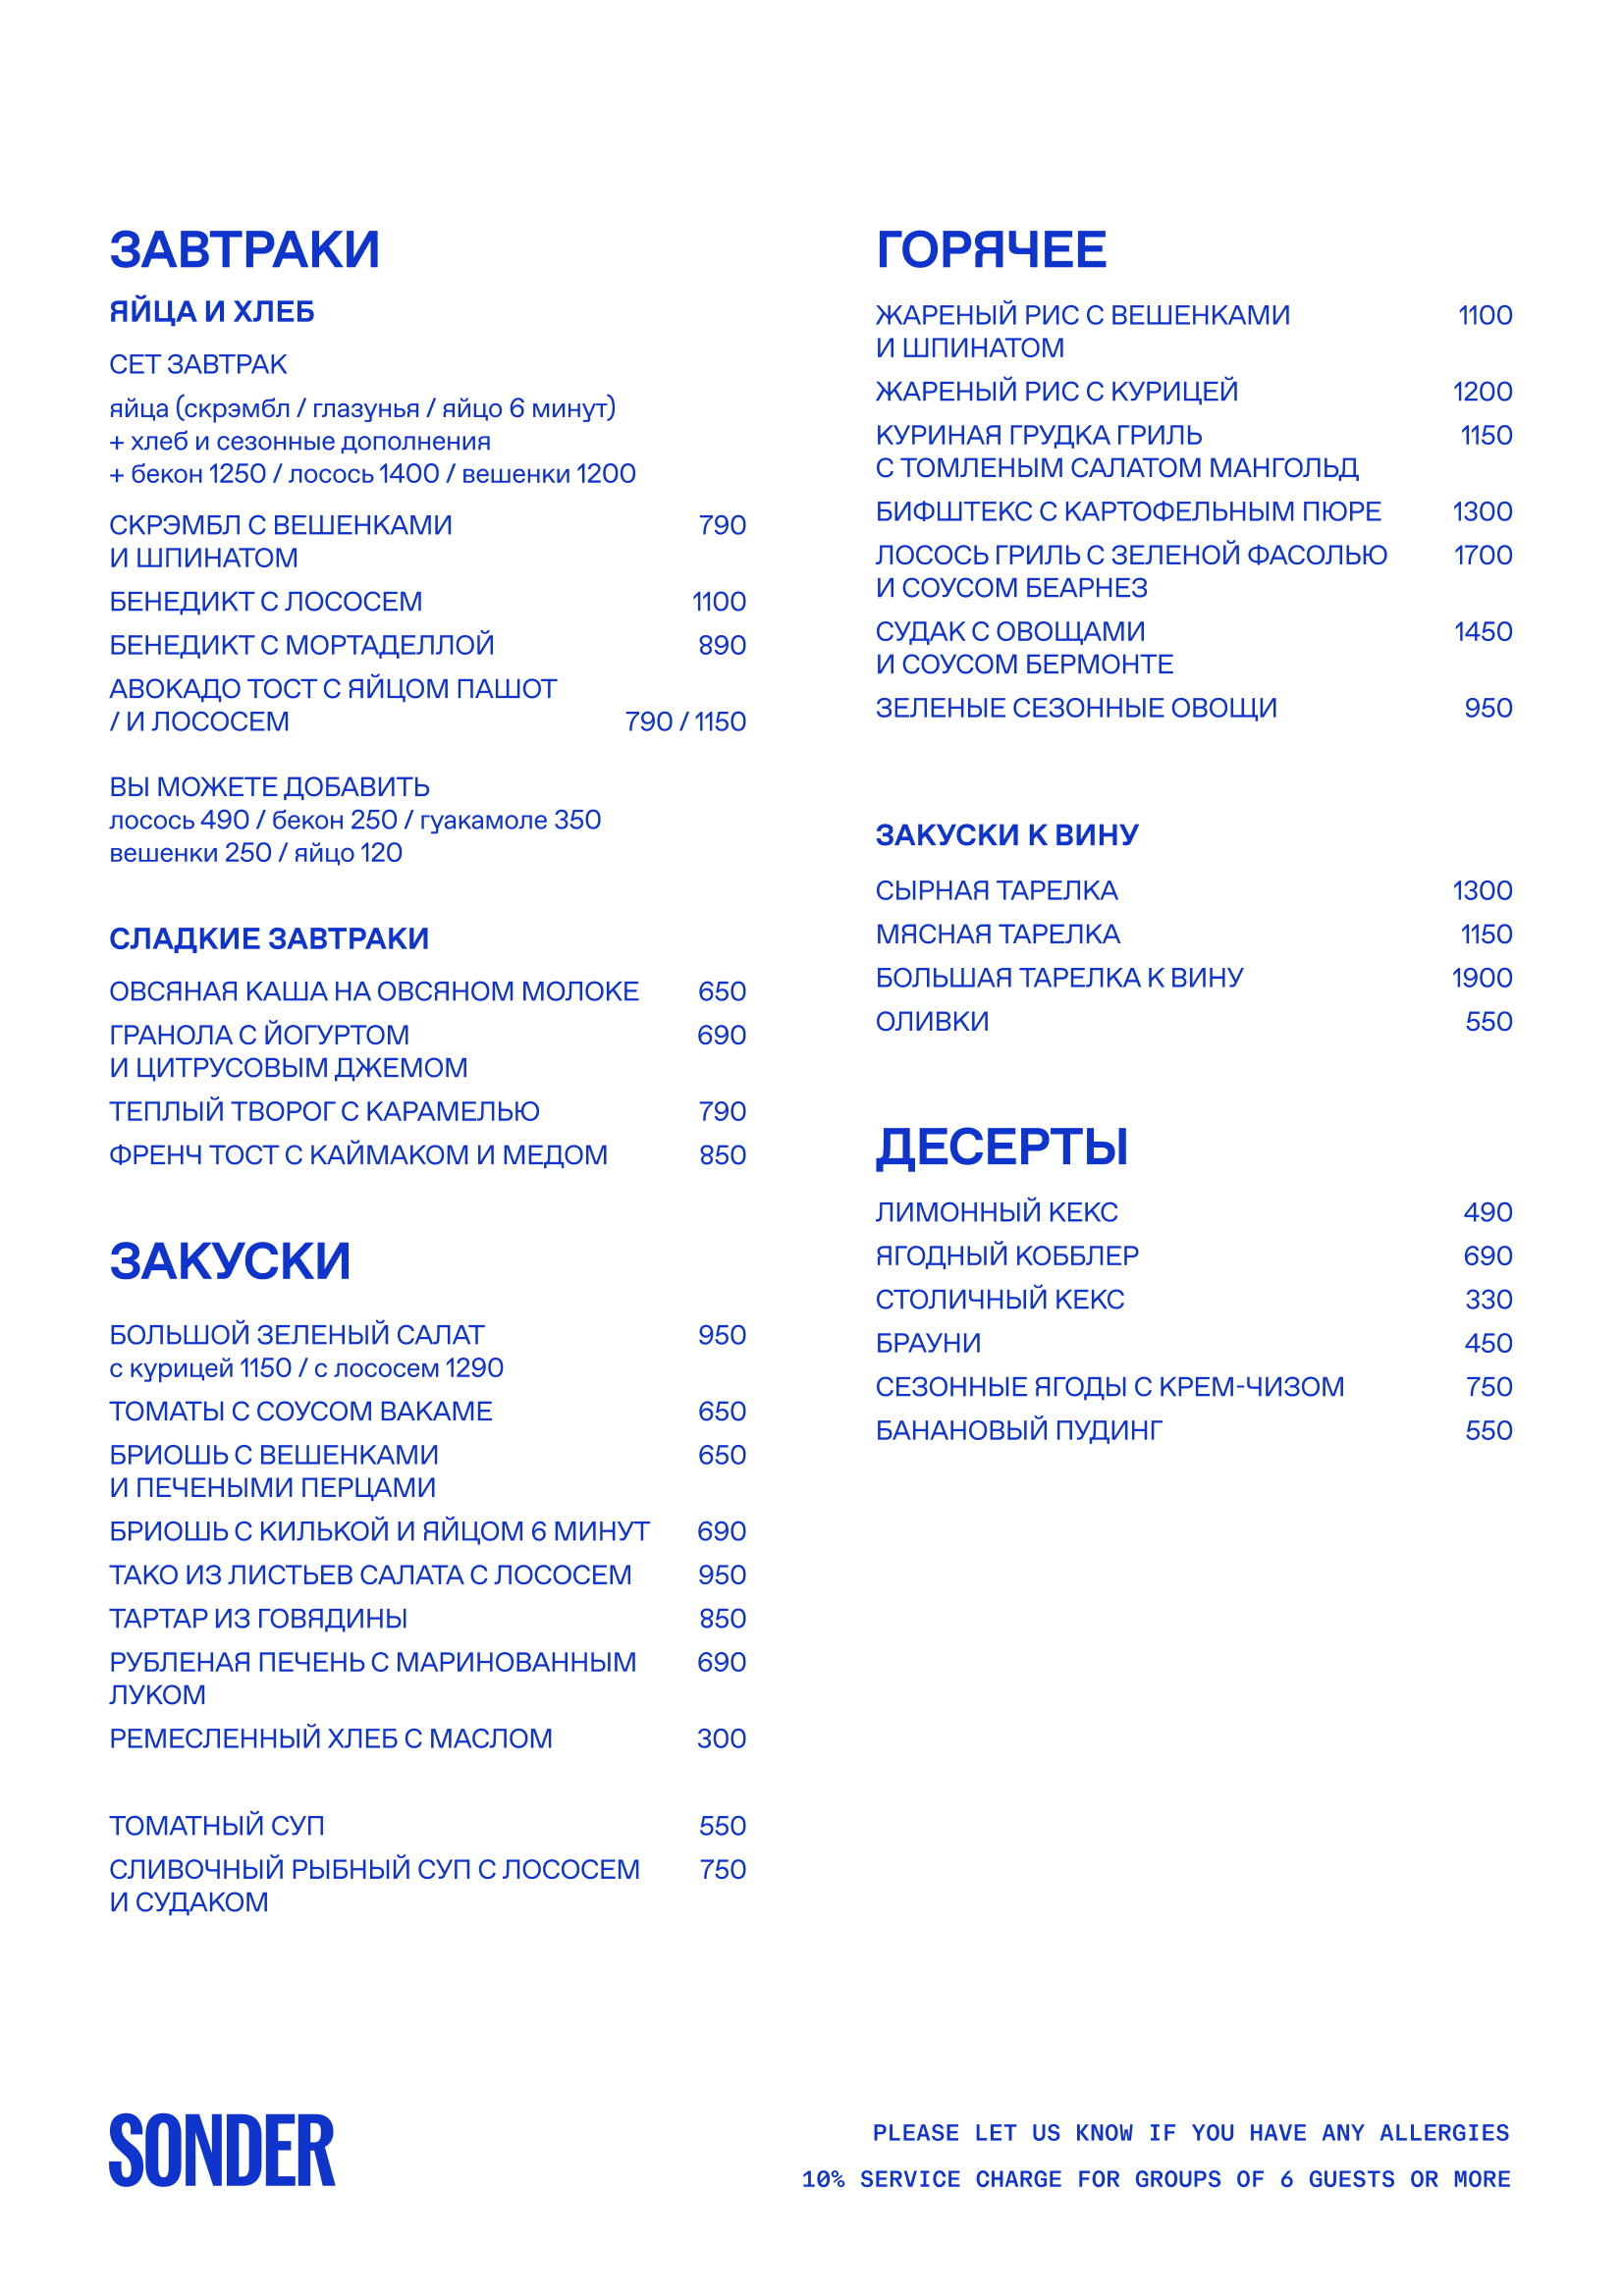 ЗАВТРАКИ
ЯЙЦА И ХЛЕБ
СЕТ ЗАВТРАК
яйца (скрэмбл / глазунья / яйцо 6 минут)
+ хлеб и сезонные дополнения
+ бекон 1250 / лосось 1400 / вешенки 1200
СКРЭМБЛ С ВЕШЕНКАМИ 790
И ШПИНАТОМ
БЕНЕДИКТ С ЛОСОСЕМ 1100
БЕНЕДИКТ С МОРТАДЕЛЛОЙ 890
АВОКАДО ТОСТ С ЯЙЦОМ ПАШОТ
/ И ЛОСОСЕМ 790 / 1150
ВЫ МОЖЕТЕ ДОБАВИТЬ
лосось 490 / бекон 250 / гуакамоле 350
вешенки 250 / яйцо 120
СЛАДКИЕ ЗАВТРАКИ
ОВСЯНАЯ КАША НА ОВСЯНОМ МОЛОКЕ 650
ГРАНОЛА С ЙОГУРТОМ 690
И ЦИТРУСОВЫМ ДЖЕМОМ
ТЕПЛЫЙ ТВОРОГ С КАРАМЕЛЬЮ 790
ФРЕНЧ ТОСТ С КАЙМАКОМ И МЕДОМ 850
ЗАКУСКИ
БОЛЬШОЙ ЗЕЛЕНЫЙ САЛАТ 950
с курицей 1150 / с лососем 1290
ТОМАТЫ С СОУСОМ ВАКАМЕ 650
БРИОШЬ С ВЕШЕНКАМИ 650
И ПЕЧЕНЫМИ ПЕРЦАМИ
БРИОШЬ С КИЛЬКОЙ И ЯЙЦОМ 6 МИНУТ 690
ТАКО ИЗ ЛИСТЬЕВ САЛАТА С ЛОСОСЕМ 950
ТАРТАР ИЗ ГОВЯДИНЫ 850
РУБЛЕНАЯ ПЕЧЕНЬ С МАРИНОВАННЫМ 690
ЛУКОМ
РЕМЕСЛЕННЫЙ ХЛЕБ С МАСЛОМ 300
ТОМАТНЫЙ СУП 550
СЛИВОЧНЫЙ РЫБНЫЙ СУП С ЛОСОСЕМ 750
И СУДАКОМ
ГОРЯЧЕЕ
ЖАРЕНЫЙ РИС С ВЕШЕНКАМИ 1100
И ШПИНАТОМ
ЖАРЕНЫЙ РИС С КУРИЦЕЙ 1200
КУРИНАЯ ГРУДКА ГРИЛЬ 1150
С ТОМЛЕНЫМ САЛАТОМ МАНГОЛЬД
БИФШТЕКС С КАРТОФЕЛЬНЫМ ПЮРЕ 1300
ЛОСОСЬ ГРИЛЬ С ЗЕЛЕНОЙ ФАСОЛЬЮ 1700
И СОУСОМ БЕАРНЕЗ
СУДАК С ОВОЩАМИ 1450
И СОУСОМ БЕРМОНТЕ
ЗЕЛЕНЫЕ СЕЗОННЫЕ ОВОЩИ 950
ЗАКУСКИ К ВИНУ
СЫРНАЯ ТАРЕЛКА 1300
МЯСНАЯ ТАРЕЛКА 1150
БОЛЬШАЯ ТАРЕЛКА К ВИНУ 1900
ОЛИВКИ 550
ДЕСЕРТЫ
ЛИМОННЫЙ КЕКС 490
ЯГОДНЫЙ КОББЛЕР 690
СТОЛИЧНЫЙ КЕКС 330
БРАУНИ 450
СЕЗОННЫЕ ЯГОДЫ С КРЕМ-ЧИЗОМ 750
БАНАНОВЫЙ ПУДИНГ 550
SONDER
PLEASE LET US KNOW IF YOU HAVE ANY ALLERGIES
10% SERVICE CHARGE FOR GROUPS OF 6 GUESTS OR MORE